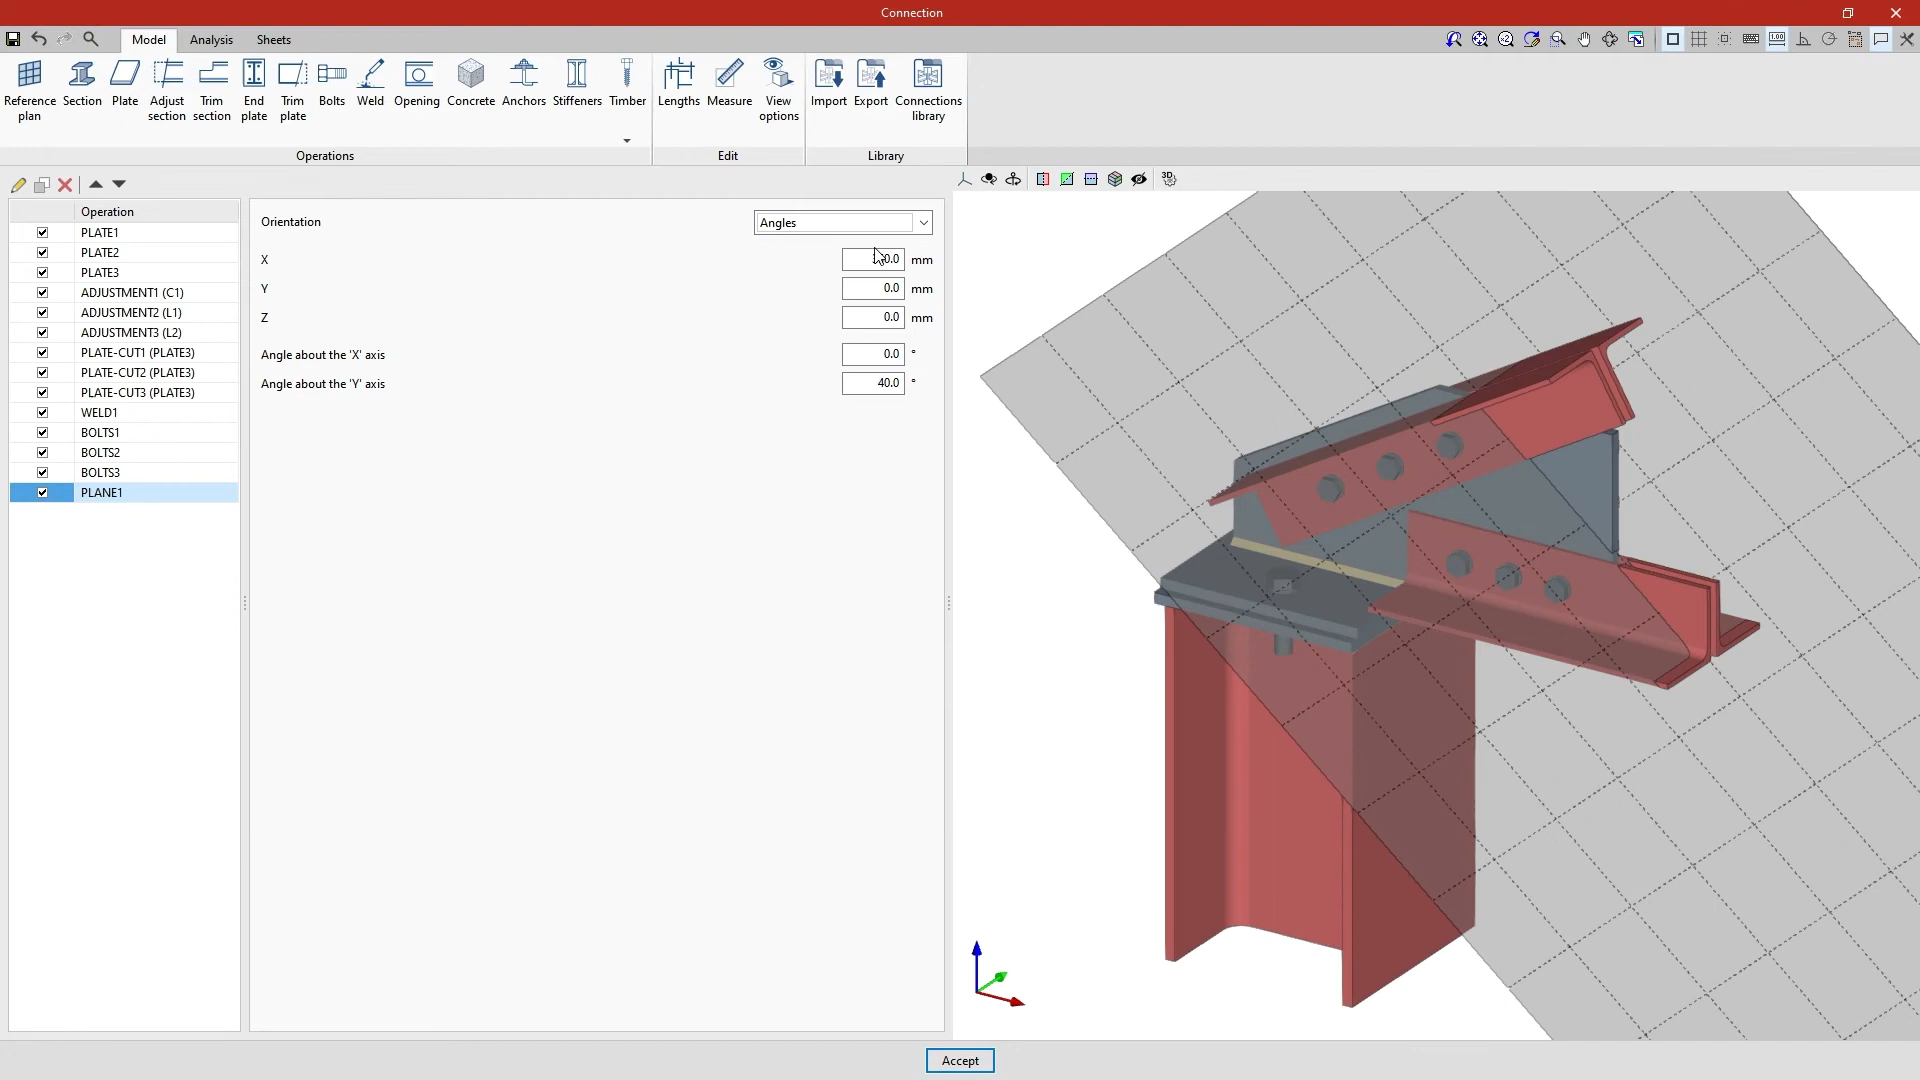 Connection
Model Analysis Sheets
x2 1.00
Reference plan Section Plate Adjust section Trim section End plate Trim plate Bolts Weld Opening Concrete Anchors Stiffeners Timber Lengths Measure View options Import Export Connections library
Operations Edit Library
3D
Operation
PLATE1
PLATE2
PLATE3
ADJUSTMENT1 (C1)
ADJUSTMENT2 (L1)
ADJUSTMENT3 (L2)
PLATE-CUT1 (PLATE3)
PLATE-CUT2 (PLATE3)
PLATE-CUT3 (PLATE3)
WELD1
BOLTS1
BOLTS2
BOLTS3
PLANE1
Orientation Angles
X mm
Y 0.0 mm
Z 0.0 mm
Angle about the 'X' axis 0.0 °
Angle about the 'Y' axis 40.0 °
Accept